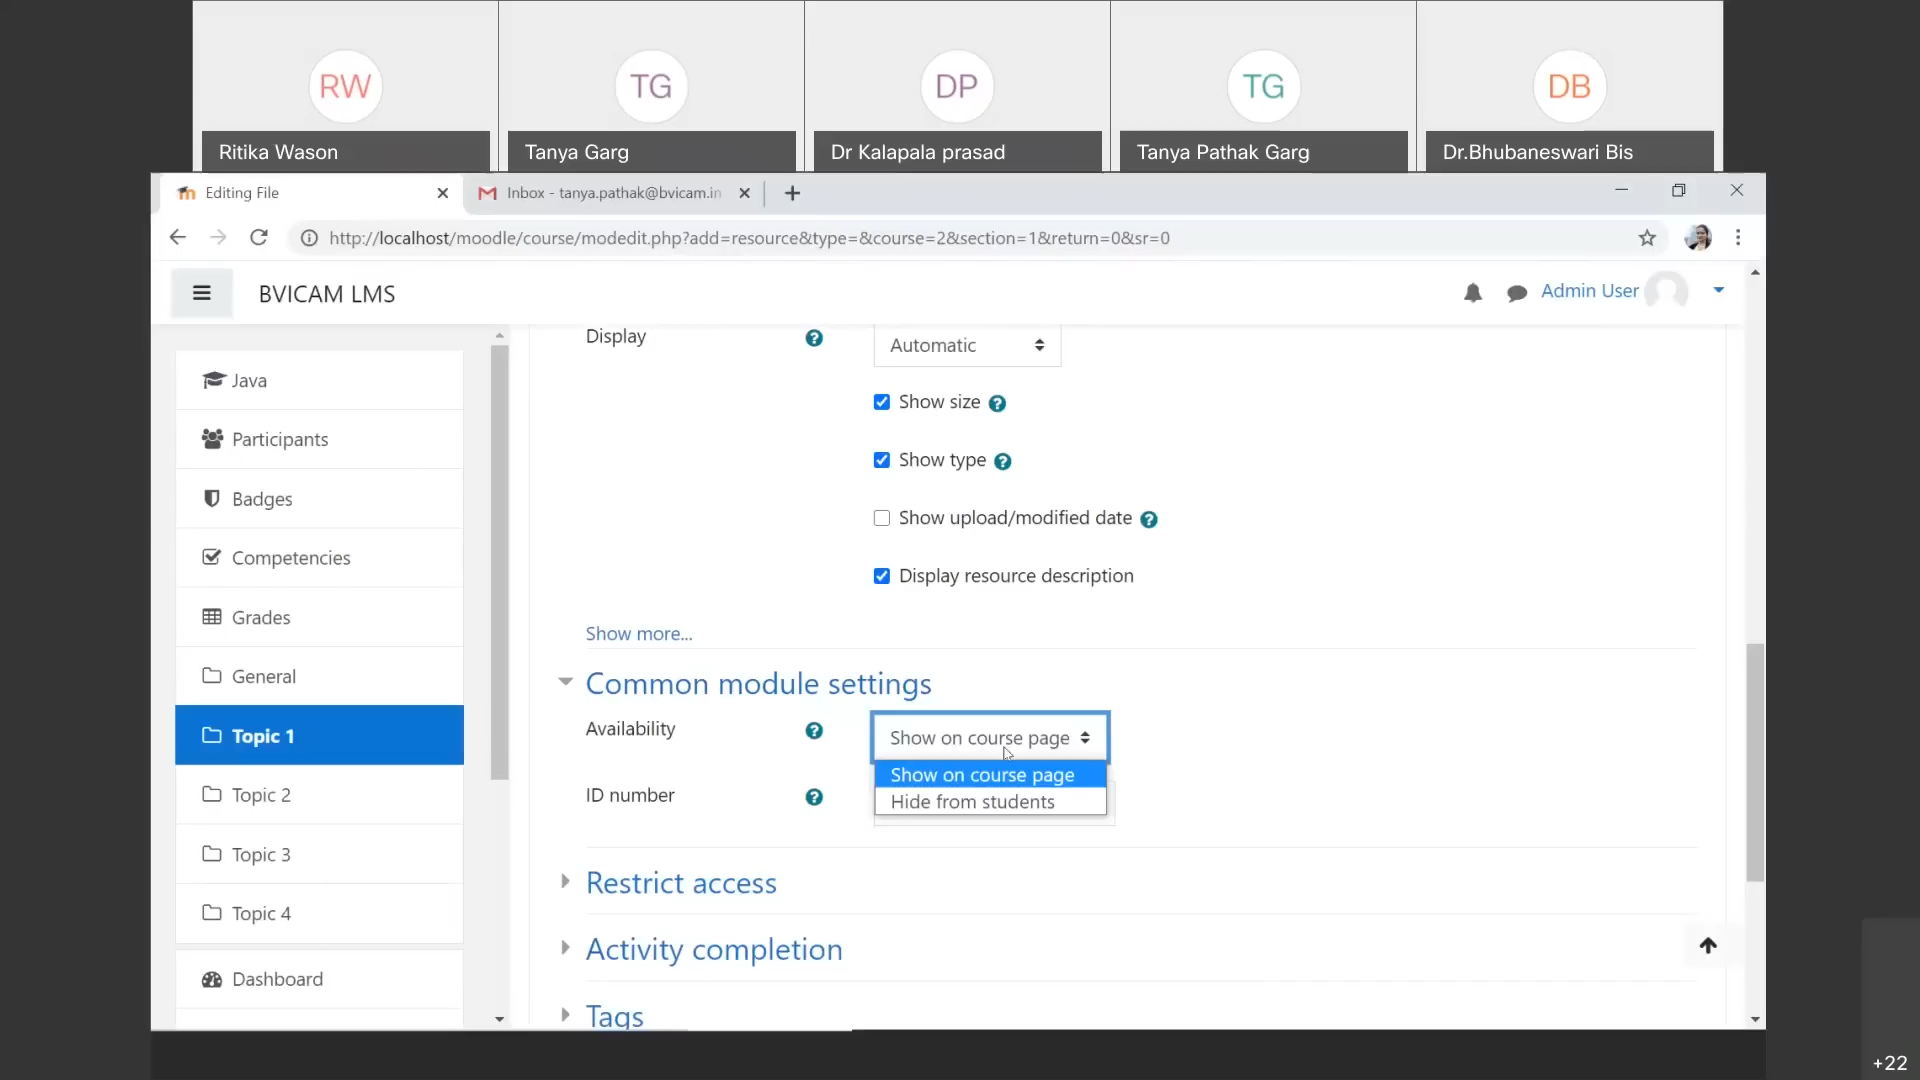 RW
TG
DP
TG
DB
Ritika Wason
Tanya Garg
Dr Kalapala prasad
Tanya Pathak Garg
Dr.Bhubaneswari Bis
Editing File
Inbox - tanya.pathak@bvicam.in
http://localhost/moodle/course/modedit.php?add=resource&type=&course=2&section=1&return=0&sr=0
BVICAM LMS
Admin User
Java
Participants
Badges
Competencies
Grades
General
Topic 1
Topic 2
Topic 3
Topic 4
Dashboard
Display
Automatic
Show size
Show type
Show upload/modified date
Display resource description
Show more...
Common module settings
Availability
Show on course page
Show on course page
Hide from students
ID number
Restrict access
Activity completion
Tags
+22